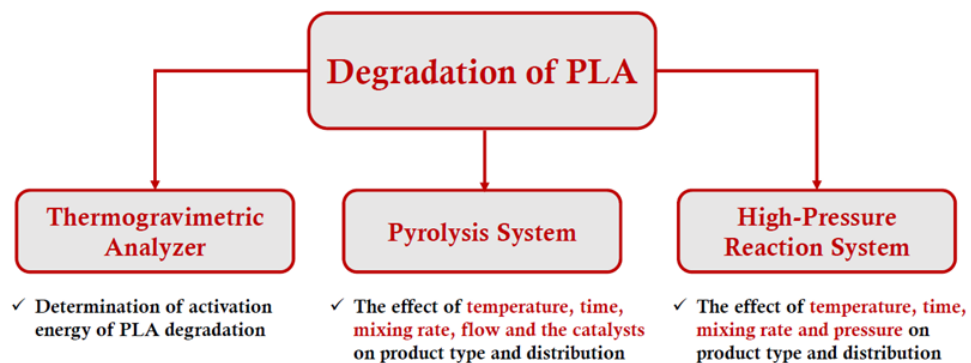 Degradation of PLA
Thermogravimetric
Analyzer
✓ Determination of activation
energy of PLA degradation
Pyrolysis System
✓ The effect of temperature, time,
mixing rate, flow and the catalysts
on product type and distribution
High-Pressure
Reaction System
✓ The effect of temperature, time,
mixing rate and pressure on
product type and distribution